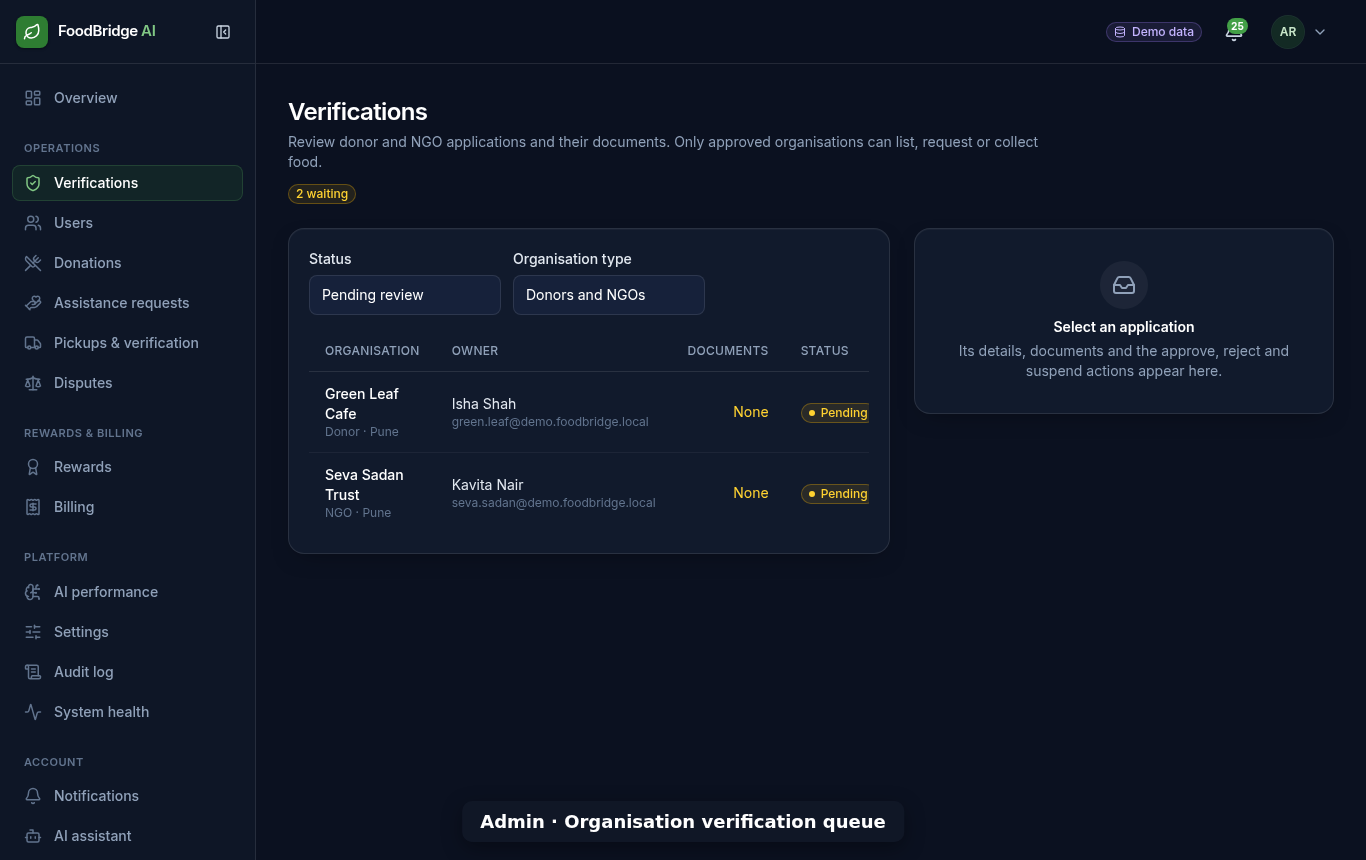 FoodBridge AI
Demo data
25
AR
Overview
OPERATIONS
Verifications
Users
Donations
Assistance requests
Pickups & verification
Disputes
REWARDS & BILLING
Rewards
Billing
PLATFORM
AI performance
Settings
Audit log
System health
ACCOUNT
Notifications
AI assistant
Verifications
Review donor and NGO applications and their documents. Only approved organisations can list, request or collect
food.
2 waiting
Status
Organisation type
Pending review
Donors and NGOs
ORGANISATION OWNER DOCUMENTS STATUS
Green Leaf
Cafe
Donor · Pune
Isha Shah
green.leaf@demo.foodbridge.local
None
Pending
Seva Sadan
Trust
NGO · Pune
Kavita Nair
seva.sadan@demo.foodbridge.local
None
Pending
Select an application
Its details, documents and the approve, reject and
suspend actions appear here.
Admin · Organisation verification queue